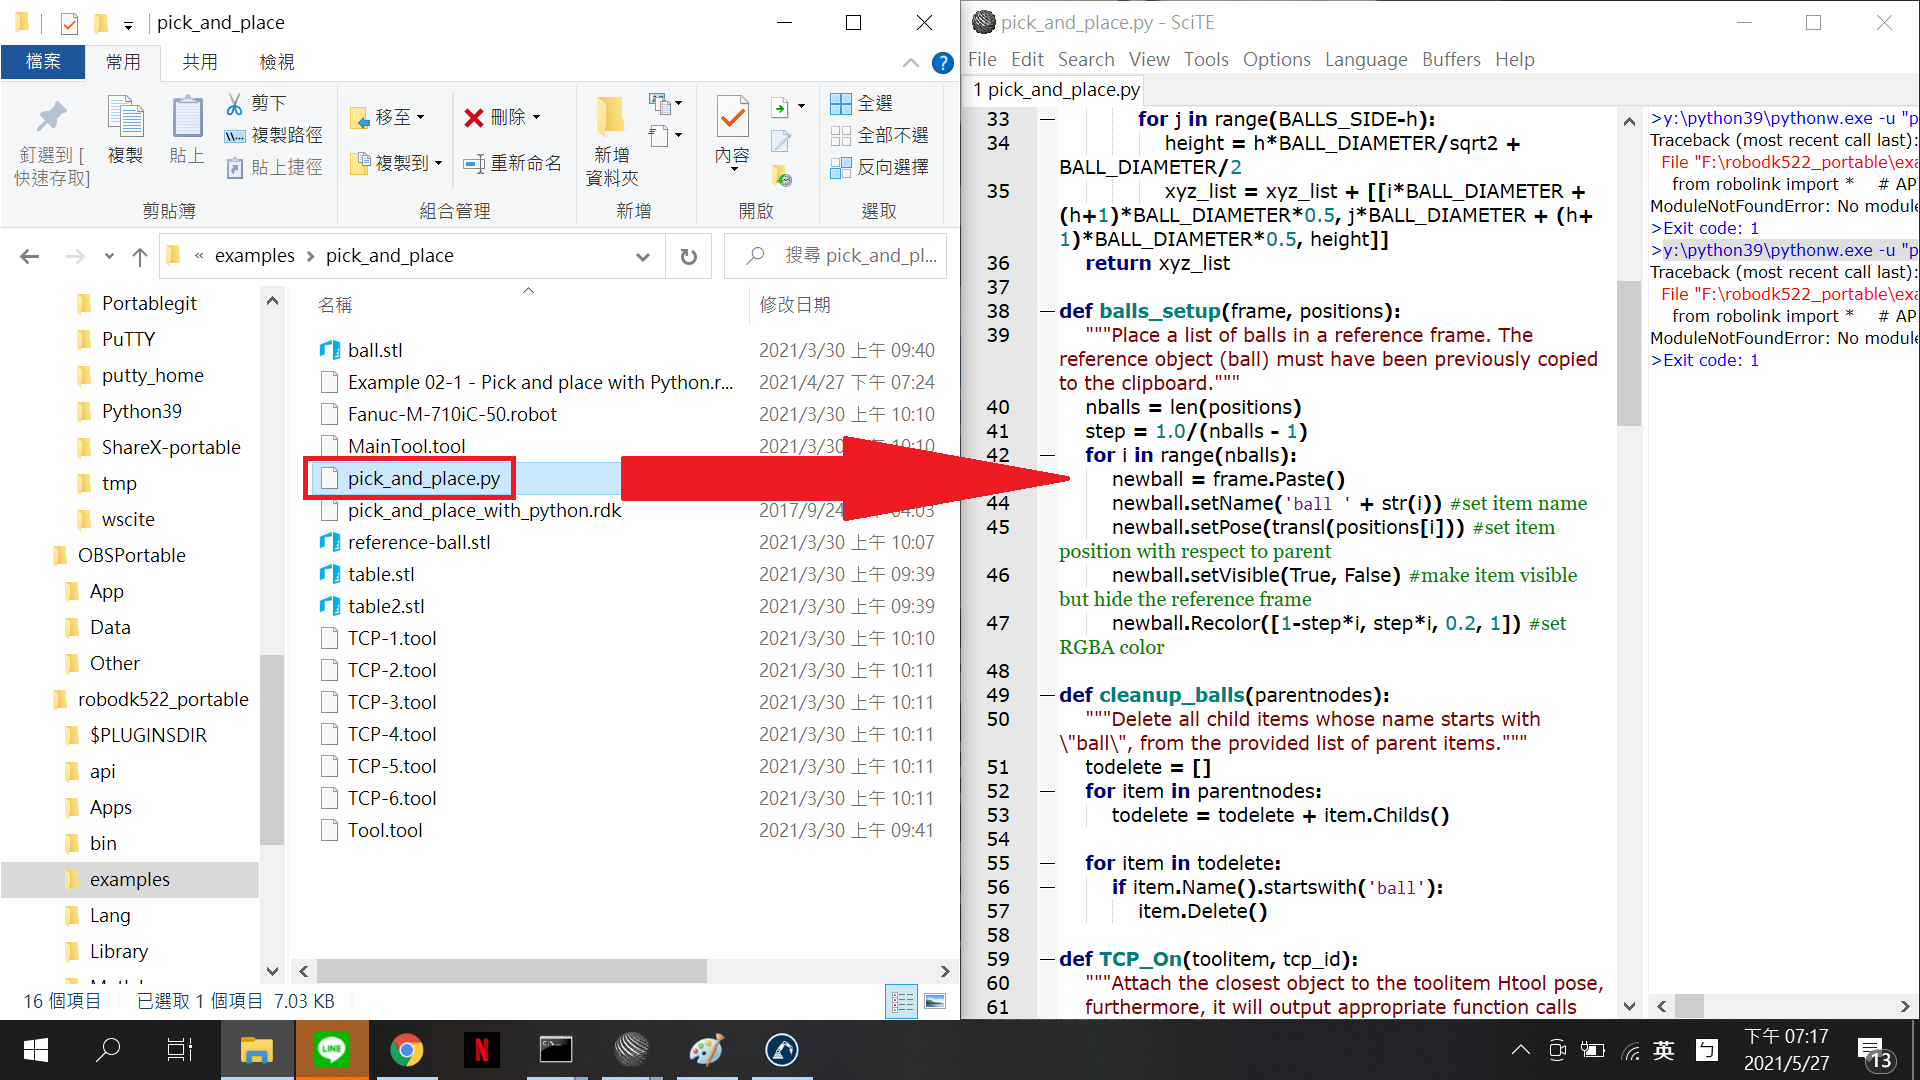 pick_and_place
檔案 常用 共用 檢視
釘選到 [
快速存取]
複製
貼上
剪下
複製路徑
貼上捷徑
剪貼簿
移至
複製到
刪除
重新命名
組合管理
新增
資料夾
新增
內容
開啟
全選
全部不選
反向選擇
選取
« examples › pick_and_place
搜尋 pick_and_pl...
Portablegit
PuTTY
putty_home
Python39
ShareX-portable
tmp
wscite
OBSPortable
App
Data
Other
robodk522_portable
$PLUGINSDIR
api
Apps
bin
examples
Lang
Library
名稱 修改日期
ball.stl 2021/3/30 上午 09:40
Example 02-1 - Pick and place with Python.r... 2021/4/27 下午 07:24
Fanuc-M-710iC-50.robot 2021/3/30 上午 10:10
MainTool.tool 2021/3/30 上午 10:10
pick_and_place.py
pick_and_place_with_python.rdk 2017/9/24 04:03
reference-ball.stl 2021/3/30 上午 10:07
table.stl 2021/3/30 上午 09:39
table2.stl 2021/3/30 上午 09:39
TCP-1.tool 2021/3/30 上午 10:10
TCP-2.tool 2021/3/30 上午 10:11
TCP-3.tool 2021/3/30 上午 10:11
TCP-4.tool 2021/3/30 上午 10:11
TCP-5.tool 2021/3/30 上午 10:11
TCP-6.tool 2021/3/30 上午 10:11
Tool.tool 2021/3/30 上午 09:41
16 個項目 已選取 1 個項目 7.03 KB
pick_and_place.py - SciTE
File Edit Search View Tools Options Language Buffers Help
1 pick_and_place.py
33 for j in range(BALLS_SIDE-h):
34 height = h*BALL_DIAMETER/sqrt2 +
BALL_DIAMETER/2
35 xyz_list = xyz_list + [[i*BALL_DIAMETER +
(h+1)*BALL_DIAMETER*0.5, j*BALL_DIAMETER + (h+
1)*BALL_DIAMETER*0.5, height]]
36 return xyz_list
37
38 def balls_setup(frame, positions):
39 """Place a list of balls in a reference frame. The
reference object (ball) must have been previously copied
to the clipboard."""
40 nballs = len(positions)
41 step = 1.0/(nballs - 1)
42 for i in range(nballs):
newball = frame.Paste()
44 newball.setName('ball ' + str(i)) #set item name
45 newball.setPose(transl(positions[i])) #set item
position with respect to parent
46 newball.setVisible(True, False) #make item visible
but hide the reference frame
47 newball.Recolor([1-step*i, step*i, 0.2, 1]) #set
RGBA color
48
49 def cleanup_balls(parentnodes):
50 """Delete all child items whose name starts with
\"ball\", from the provided list of parent items."""
51 todelete = []
52 for item in parentnodes:
53 todelete = todelete + item.Childs()
54
55 for item in todelete:
56 if item.Name().startswith('ball'):
57 item.Delete()
58
59 def TCP_On(toolitem, tcp_id):
60 """Attach the closest object to the toolitem Htool pose,
61 furthermore, it will output appropriate function calls
>y:\python39\pythonw.exe -u "p
Traceback (most recent call last):
File "F:\robodk522_portable\exa
from robolink import * # AP
ModuleNotFoundError: No module
>Exit code: 1
>y:\python39\pythonw.exe -u "p
Traceback (most recent call last):
File "F:\robodk522_portable\exa
from robolink import * # AP
ModuleNotFoundError: No module
>Exit code: 1
LINE
N
英
ㄅ
下午 07:17
2021/5/27
13